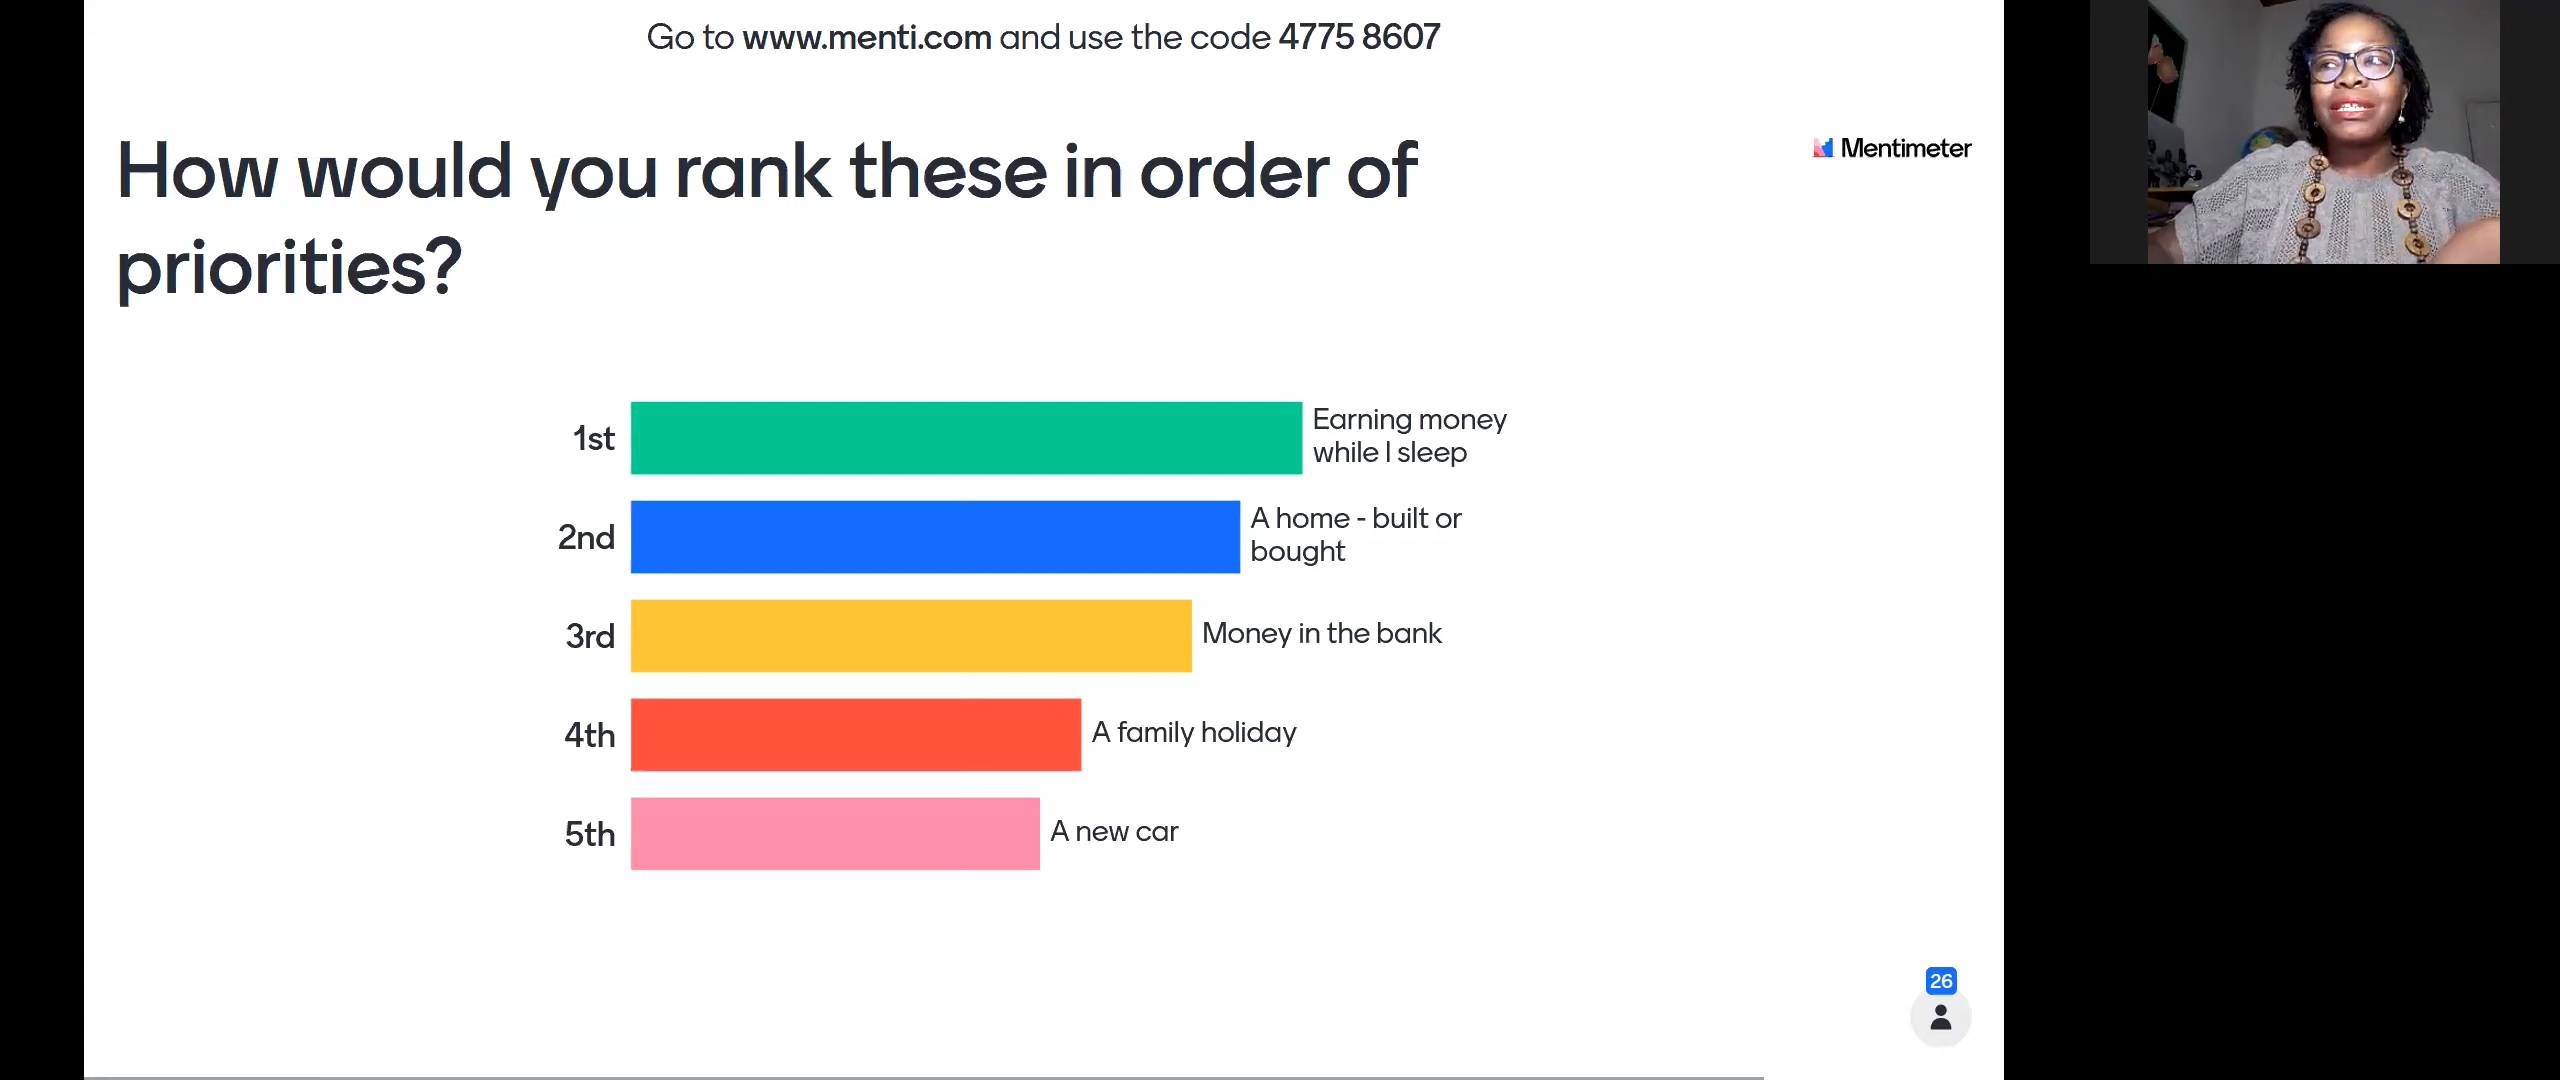 Go to www.menti.com and use the code 4775 8607
How would you rank these in order of
priorities?
Mentimeter
1st
Earning money
while I sleep
2nd
A home - built or
bought
3rd
Money in the bank
4th
A family holiday
5th
A new car
26